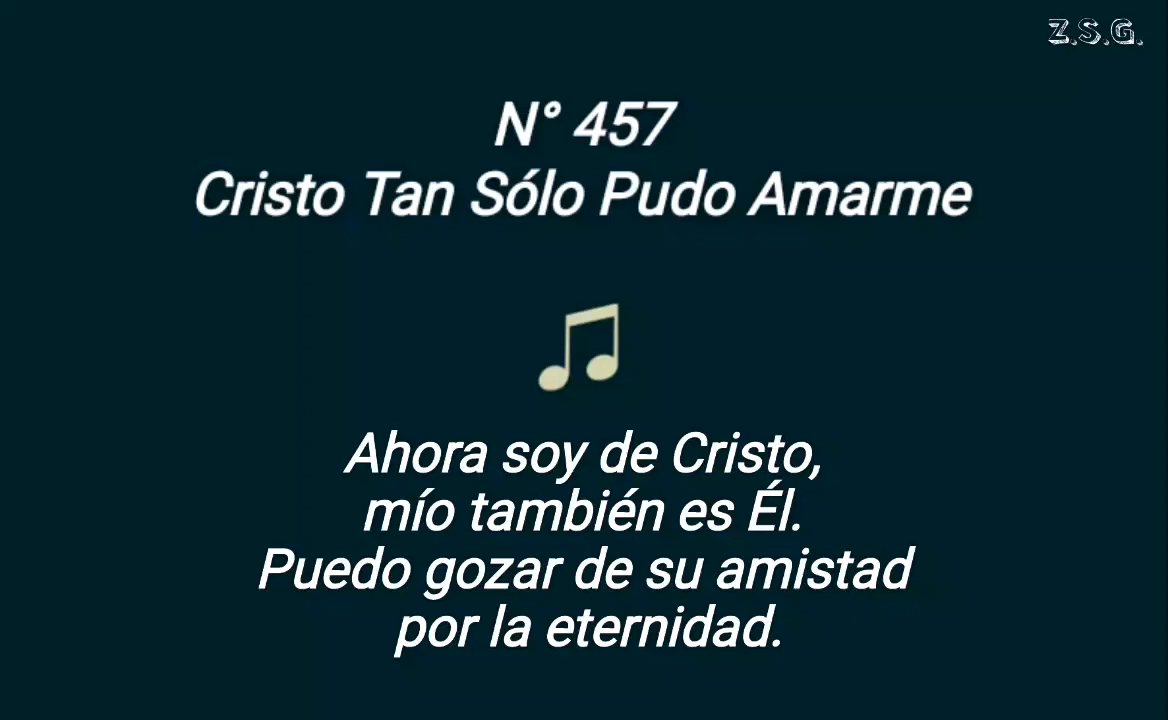 Z.S.G.
N° 457
Cristo Tan Sólo Pudo Amarme
Ahora soy de Cristo,
mío también es Él.
Puedo gozar de su amistad
por la eternidad.